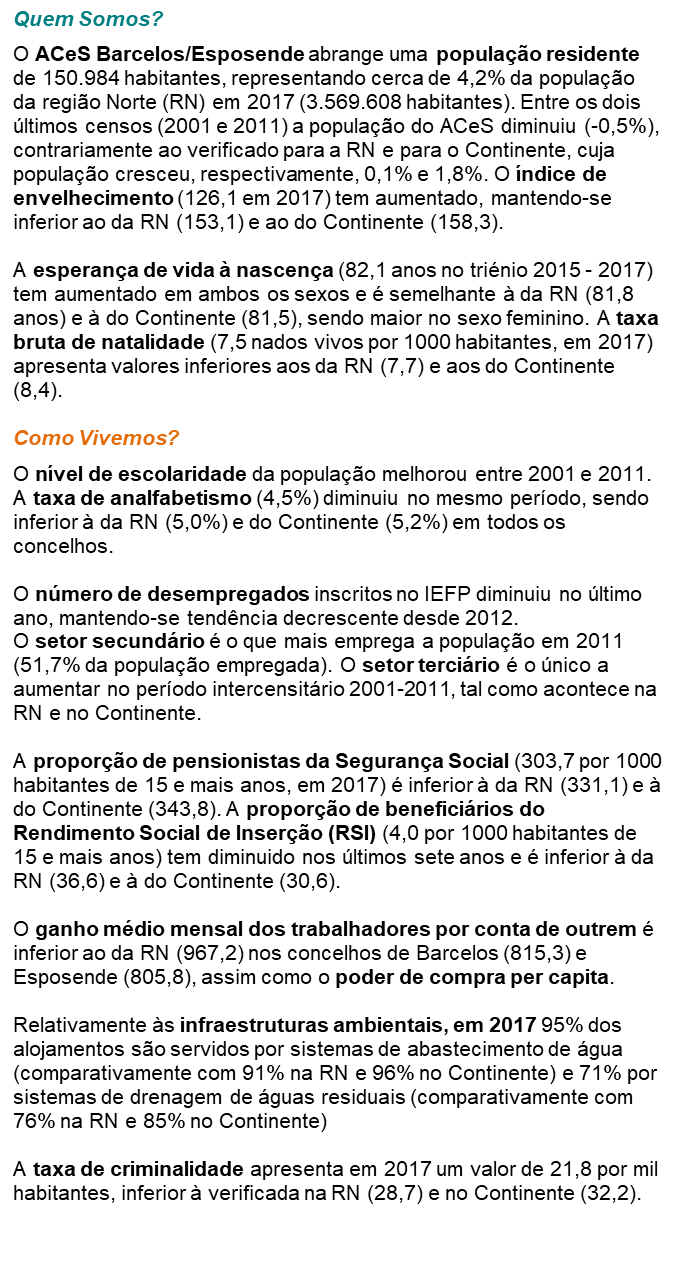 Quem Somos?
O ACeS Barcelos/Esposende abrange uma população residente
de 150.984 habitantes, representando cerca de 4,2% da população
da região Norte (RN) em 2017 (3.569.608 habitantes). Entre os dois
últimos censos (2001 e 2011) a população do ACeS diminuiu (-0,5%),
contrariamente ao verificado para a RN e para o Continente, cuja
população cresceu, respectivamente, 0,1% e 1,8%. O índice de
envelhecimento (126,1 em 2017) tem aumentado, mantendo-se
inferior ao da RN (153,1) e ao do Continente (158,3).
A esperança de vida à nascença (82,1 anos no triénio 2015 - 2017)
tem aumentado em ambos os sexos e é semelhante à da RN (81,8
anos) e à do Continente (81,5), sendo maior no sexo feminino. A taxa
bruta de natalidade (7,5 nados vivos por 1000 habitantes, em 2017)
apresenta valores inferiores aos da RN (7,7) e aos do Continente
(8,4).
Como Vivemos?
O nível de escolaridade da população melhorou entre 2001 e 2011.
A taxa de analfabetismo (4,5%) diminuiu no mesmo período, sendo
inferior à da RN (5,0%) e do Continente (5,2%) em todos os
concelhos.
O número de desempregados inscritos no IEFP diminuiu no último
ano, mantendo-se tendência decrescente desde 2012.
O setor secundário é o que mais emprega a população em 2011
(51,7% da população empregada). O setor terciário é o único a
aumentar no período intercensitário 2001-2011, tal como acontece na
RN e no Continente.
A proporção de pensionistas da Segurança Social (303,7 por 1000
habitantes de 15 e mais anos, em 2017) é inferior à da RN (331,1) e à
do Continente (343,8). A proporção de beneficiários do
Rendimento Social de Inserção (RSI) (4,0 por 1000 habitantes de
15 e mais anos) tem diminuido nos últimos sete anos e é inferior à da
RN (36,6) e à do Continente (30,6).
O ganho médio mensal dos trabalhadores por conta de outrem é
inferior ao da RN (967,2) nos concelhos de Barcelos (815,3) e
Esposende (805,8), assim como o poder de compra per capita.
Relativamente às infraestruturas ambientais, em 2017 95% dos
alojamentos são servidos por sistemas de abastecimento de água
(comparativamente com 91% na RN e 96% no Continente) e 71% por
sistemas de drenagem de águas residuais (comparativamente com
76% na RN e 85% no Continente)
A taxa de criminalidade apresenta em 2017 um valor de 21,8 por mil
habitantes, inferior à verificada na RN (28,7) e no Continente (32,2).